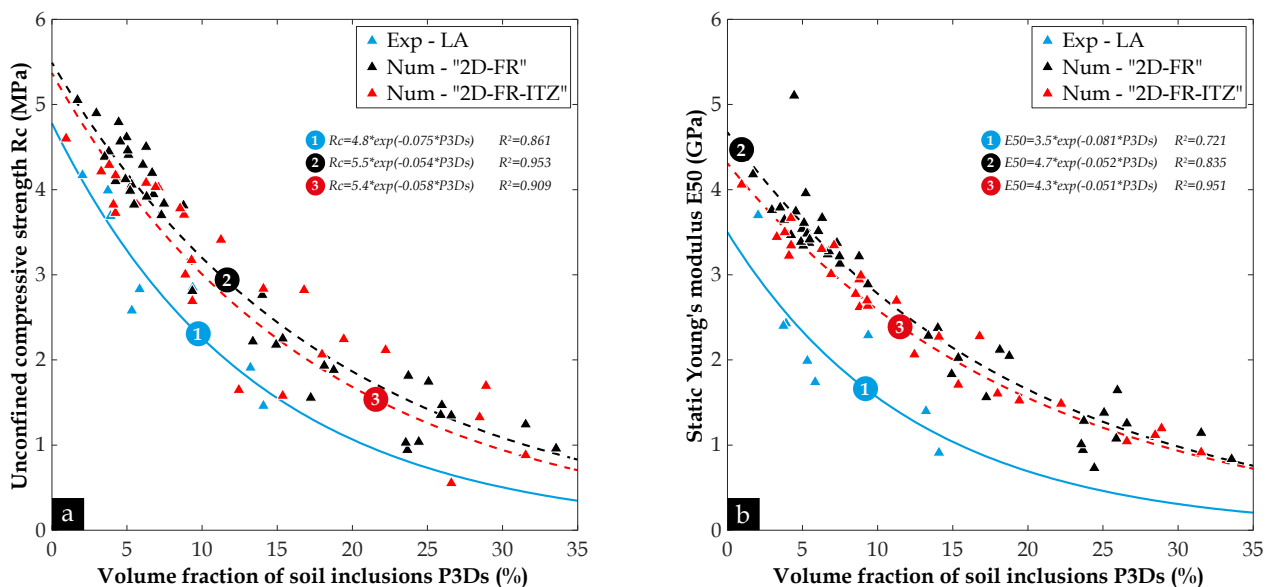 Unconfined compressive strength Rc (MPa)
6
5
4
3
2
1
0
Exp - LA
Num - "2D-FR"
Num - "2D-FR-ITZ"
1 Rc=4.8*exp(-0.075*P3Ds) R²=0.861
2 Rc=5.5*exp(-0.054*P3Ds) R²=0.953
3 Rc=5.4*exp(-0.058*P3Ds) R²=0.909
2
1
3
a
0 5 10 15 20 25 30 35
Volume fraction of soil inclusions P3Ds (%)
Static Young's modulus E50 (GPa)
6
5
4
3
2
1
0
Exp - LA
Num - "2D-FR"
Num - "2D-FR-ITZ"
1 E50=3.5*exp(-0.081*P3Ds) R²=0.721
2 E50=4.7*exp(-0.052*P3Ds) R²=0.835
3 E50=4.3*exp(-0.051*P3Ds) R²=0.951
2
3
1
b
0 5 10 15 20 25 30 35
Volume fraction of soil inclusions P3Ds (%)